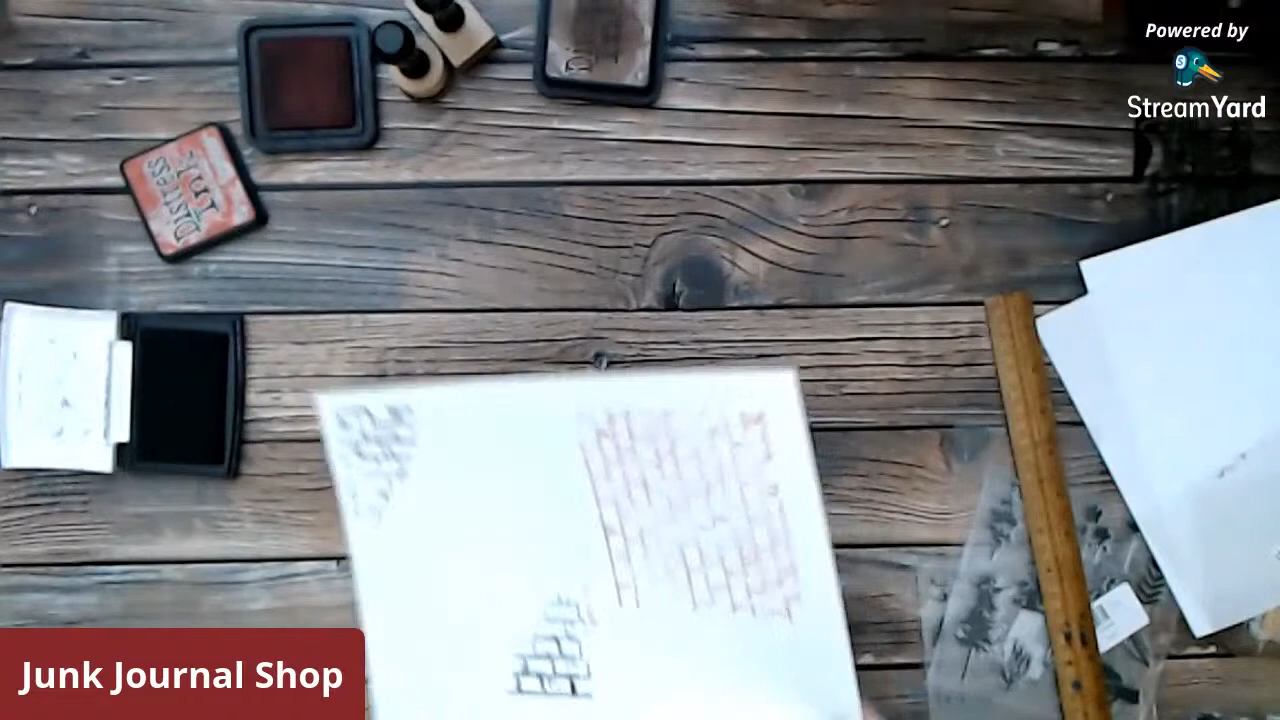 Powered by
StreamYard
Distress
Ink
Junk Journal Shop